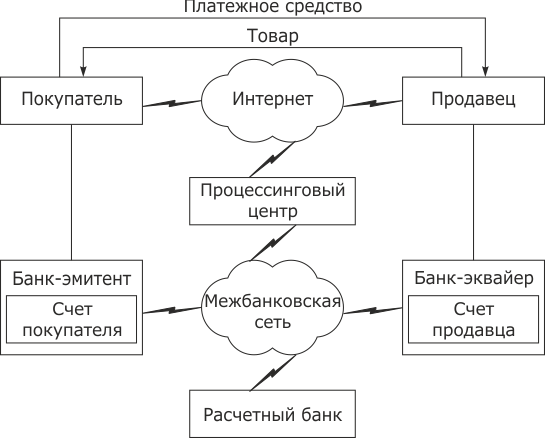 Платежное средство
Товар
Покупатель
Интернет
Продавец
Процессинговый
центр
Банк-эмитент
Счет
покупателя
Межбанковская
сеть
Банк-эквайер
Счет
продавца
Расчетный банк